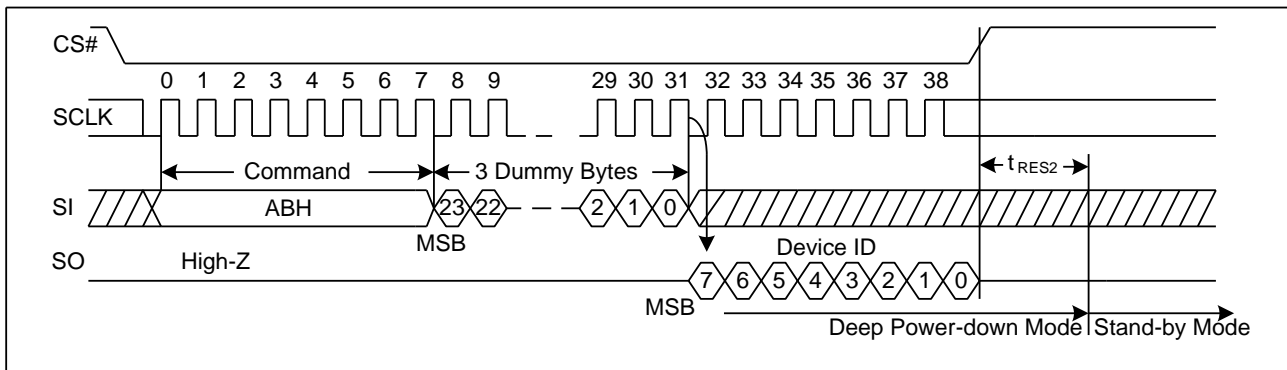 CS#
0 1 2 3 4 5 6 7 8 9 29 30 31 32 33 34 35 36 37 38
SCLK
Command 3 Dummy Bytes tRES2
SI ABH 23 22 2 1 0
MSB
SO High-Z Device ID
7 6 5 4 3 2 1 0
MSB
Deep Power-down Mode Stand-by Mode